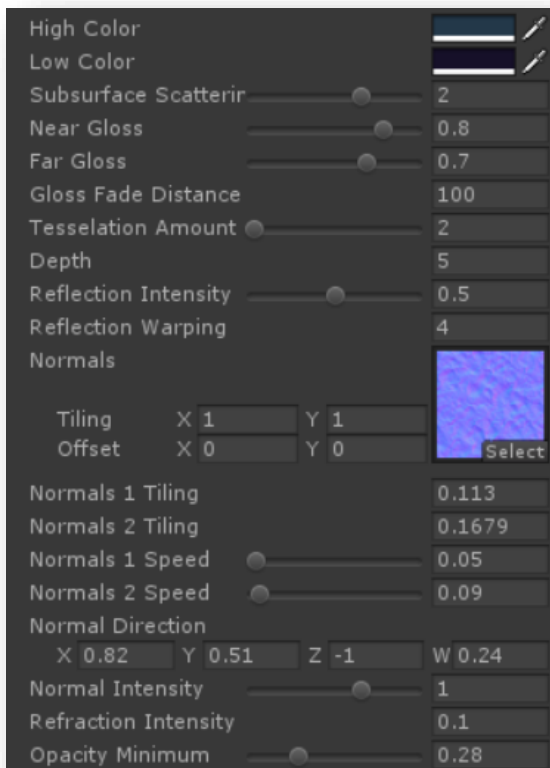 High Color
Low Color
Subsurface Scatterir 2
Near Gloss 0.8
Far Gloss 0.7
Gloss Fade Distance 100
Tesselation Amount 2
Depth 5
Reflection Intensity 0.5
Reflection Warping 4
Normals
Tiling X 1 Y 1
Offset X 0 Y 0
Select
Normals 1 Tiling 0.113
Normals 2 Tiling 0.1679
Normals 1 Speed 0.05
Normals 2 Speed 0.09
Normal Direction
X 0.82 Y 0.51 Z -1 W 0.24
Normal Intensity 1
Refraction Intensity 0.1
Opacity Minimum 0.28